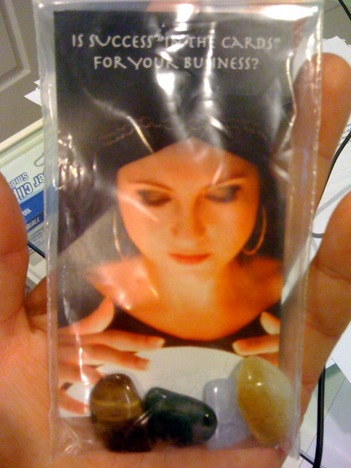 IS SUCCESS "IN THE CARDS"
FOR YOUR BUSINESS?